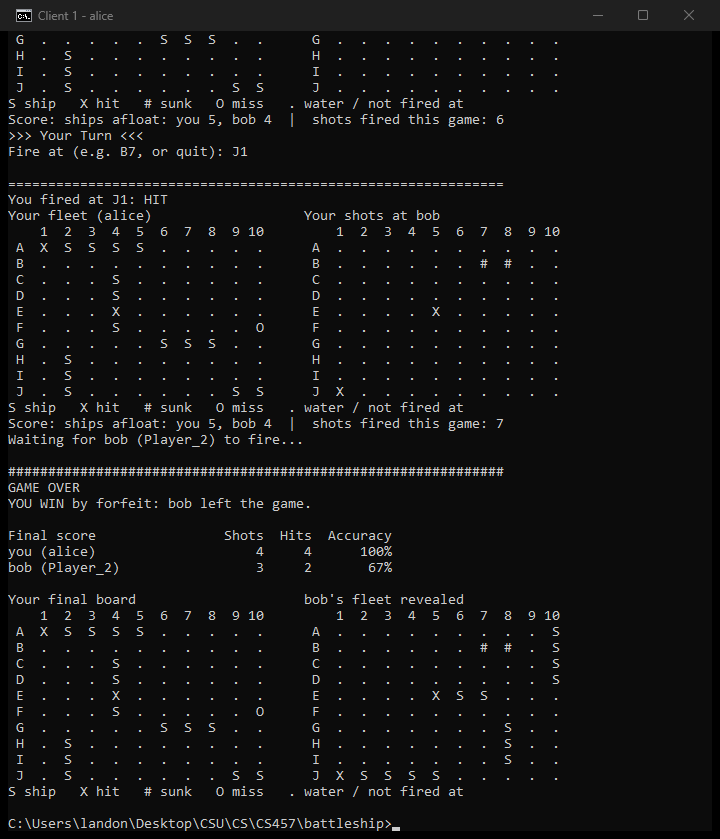 Client 1 - alice
 G  .  .  .  .  .  S  S  S  .  .      G  .  .  .  .  .  .  .  .  .  .
 H  .  S  .  .  .  .  .  .  .  .      H  .  .  .  .  .  .  .  .  .  .
 I  .  S  .  .  .  .  .  .  .  .      I  .  .  .  .  .  .  .  .  .  .
 J  .  S  .  .  .  .  .  .  S  S      J  .  .  .  .  .  .  .  .  .  .
S ship   X hit   # sunk   O miss   . water / not fired at
Score: ships afloat: you 5, bob 4  |  shots fired this game: 6
>>> Your Turn <<<
Fire at (e.g. B7, or quit): J1
==============================================================
You fired at J1: HIT
Your fleet (alice)                   Your shots at bob
    1  2  3  4  5  6  7  8  9 10         1  2  3  4  5  6  7  8  9 10
 A  X  S  S  S  S  .  .  .  .  .      A  .  .  .  .  .  .  .  .  .  .
 B  .  .  .  .  .  .  .  .  .  .      B  .  .  .  .  .  .  #  #  .  .
 C  .  .  .  S  .  .  .  .  .  .      C  .  .  .  .  .  .  .  .  .  .
 D  .  .  .  S  .  .  .  .  .  .      D  .  .  .  .  .  .  .  .  .  .
 E  .  .  .  X  .  .  .  .  .  .      E  .  .  .  .  X  .  .  .  .  .
 F  .  .  .  S  .  .  .  .  .  O      F  .  .  .  .  .  .  .  .  .  .
 G  .  .  .  .  .  S  S  S  .  .      G  .  .  .  .  .  .  .  .  .  .
 H  .  S  .  .  .  .  .  .  .  .      H  .  .  .  .  .  .  .  .  .  .
 I  .  S  .  .  .  .  .  .  .  .      I  .  .  .  .  .  .  .  .  .  .
 J  .  S  .  .  .  .  .  .  S  S      J  X  .  .  .  .  .  .  .  .  .
S ship   X hit   # sunk   O miss   . water / not fired at
Score: ships afloat: you 5, bob 4  |  shots fired this game: 7
Waiting for bob (Player_2) to fire...
##############################################################
GAME OVER
YOU WIN by forfeit: bob left the game.
Final score                Shots  Hits  Accuracy
you (alice)                    4     4      100%
bob (Player_2)                 3     2       67%
Your final board                     bob's fleet revealed
    1  2  3  4  5  6  7  8  9 10         1  2  3  4  5  6  7  8  9 10
 A  X  S  S  S  S  .  .  .  .  .      A  .  .  .  .  .  .  .  .  .  S
 B  .  .  .  .  .  .  .  .  .  .      B  .  .  .  .  .  .  #  #  .  S
 C  .  .  .  S  .  .  .  .  .  .      C  .  .  .  .  .  .  .  .  .  S
 D  .  .  .  S  .  .  .  .  .  .      D  .  .  .  .  .  .  .  .  .  S
 E  .  .  .  X  .  .  .  .  .  .      E  .  .  .  .  X  S  S  .  .  .
 F  .  .  .  S  .  .  .  .  .  O      F  .  .  .  .  .  .  .  .  .  .
 G  .  .  .  .  .  S  S  S  .  .      G  .  .  .  .  .  .  .  S  .  .
 H  .  S  .  .  .  .  .  .  .  .      H  .  .  .  .  .  .  .  S  .  .
 I  .  S  .  .  .  .  .  .  .  .      I  .  .  .  .  .  .  .  S  .  .
 J  .  S  .  .  .  .  .  .  S  S      J  X  S  S  S  S  .  .  .  .  .
S ship   X hit   # sunk   O miss   . water / not fired at
C:\Users\landon\Desktop\CSU\CS\CS457\battleship>